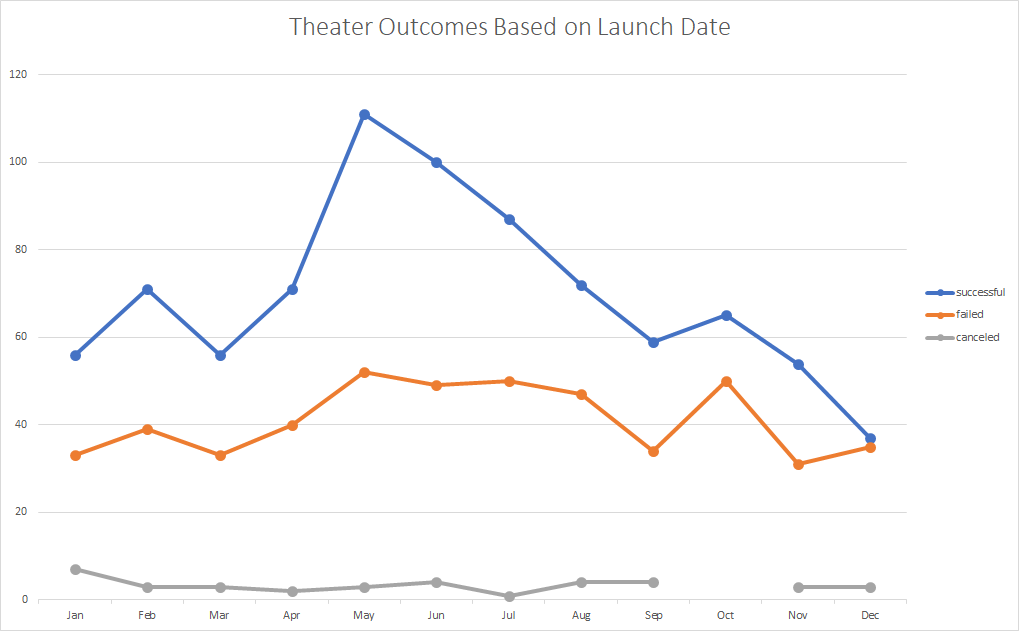 Theater Outcomes Based on Launch Date
120
100
80
60
40
20
0
Jan Feb Mar Apr May Jun Jul Aug Sep Oct Nov Dec
successful
failed
canceled